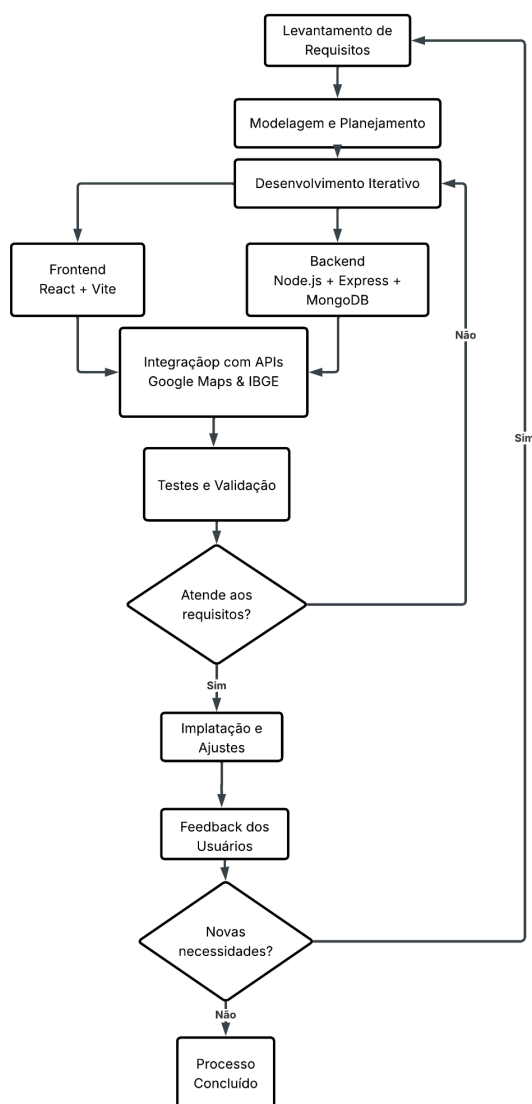 Levantamento de
Requisitos
Modelagem e Planejamento
Desenvolvimento Iterativo
Frontend
React + Vite
Backend
Node.js + Express +
MongoDB
Não
Integraçãop com APIs
Google Maps & IBGE
Sim
Testes e Validação
Atende aos
requisitos?
Sim
Implatação e
Ajustes
Feedback dos
Usuários
Novas
necessidades?
Não
Processo
Concluído